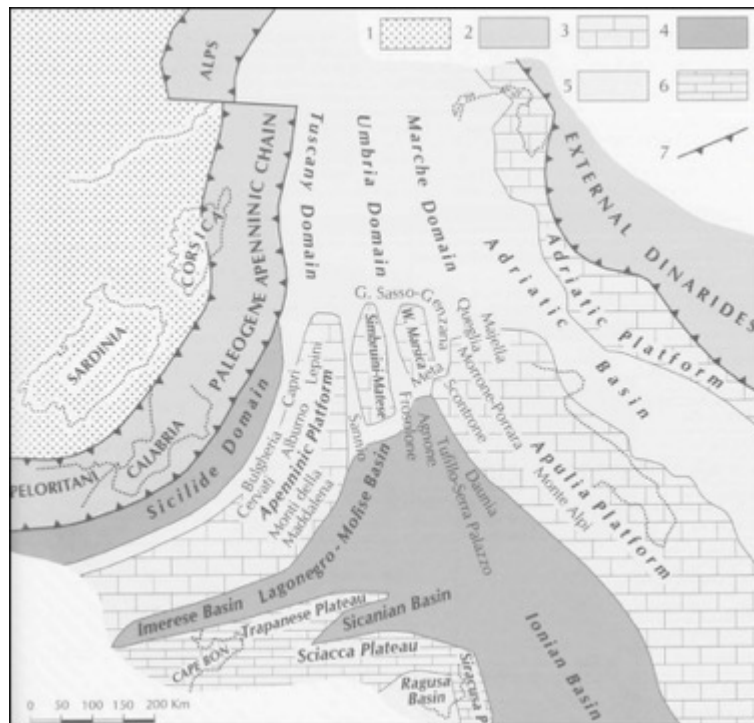 1
2
3
4
5
6
7
ALPS
PALEOGENE APENNINIC CHAIN
CORSICA
SARDINIA
CALABRIA
PELORITANI
Sicilide Domain
Tuscany Domain
Umbria Domain
Marche Domain
EXTERNAL DINARIDES
Adriatic Platform
Adriatic Basin
G. Sasso-Genzana
Simbruini-Matese
W. Marsica
Meta
Queglia
Majella
Morrone-Porrara
Scontrone
Capri
Lepini
Bulgheria
Alburno
Cervati
Apenninic Platform
Monti della
Maddalena
Sannio
Frosolone
Agnone
Tufillo-Serra Palazzo
Daunia
Monte Alpi
Apulia Platform
Imerese Basin
Lagonegro - Molise Basin
Trapanese Plateau
Sicanian Basin
CAPE BON
Sciacca Plateau
Ragusa
Basin
Siracusa P
Ionian Basin
0 50 100 150 200 Km